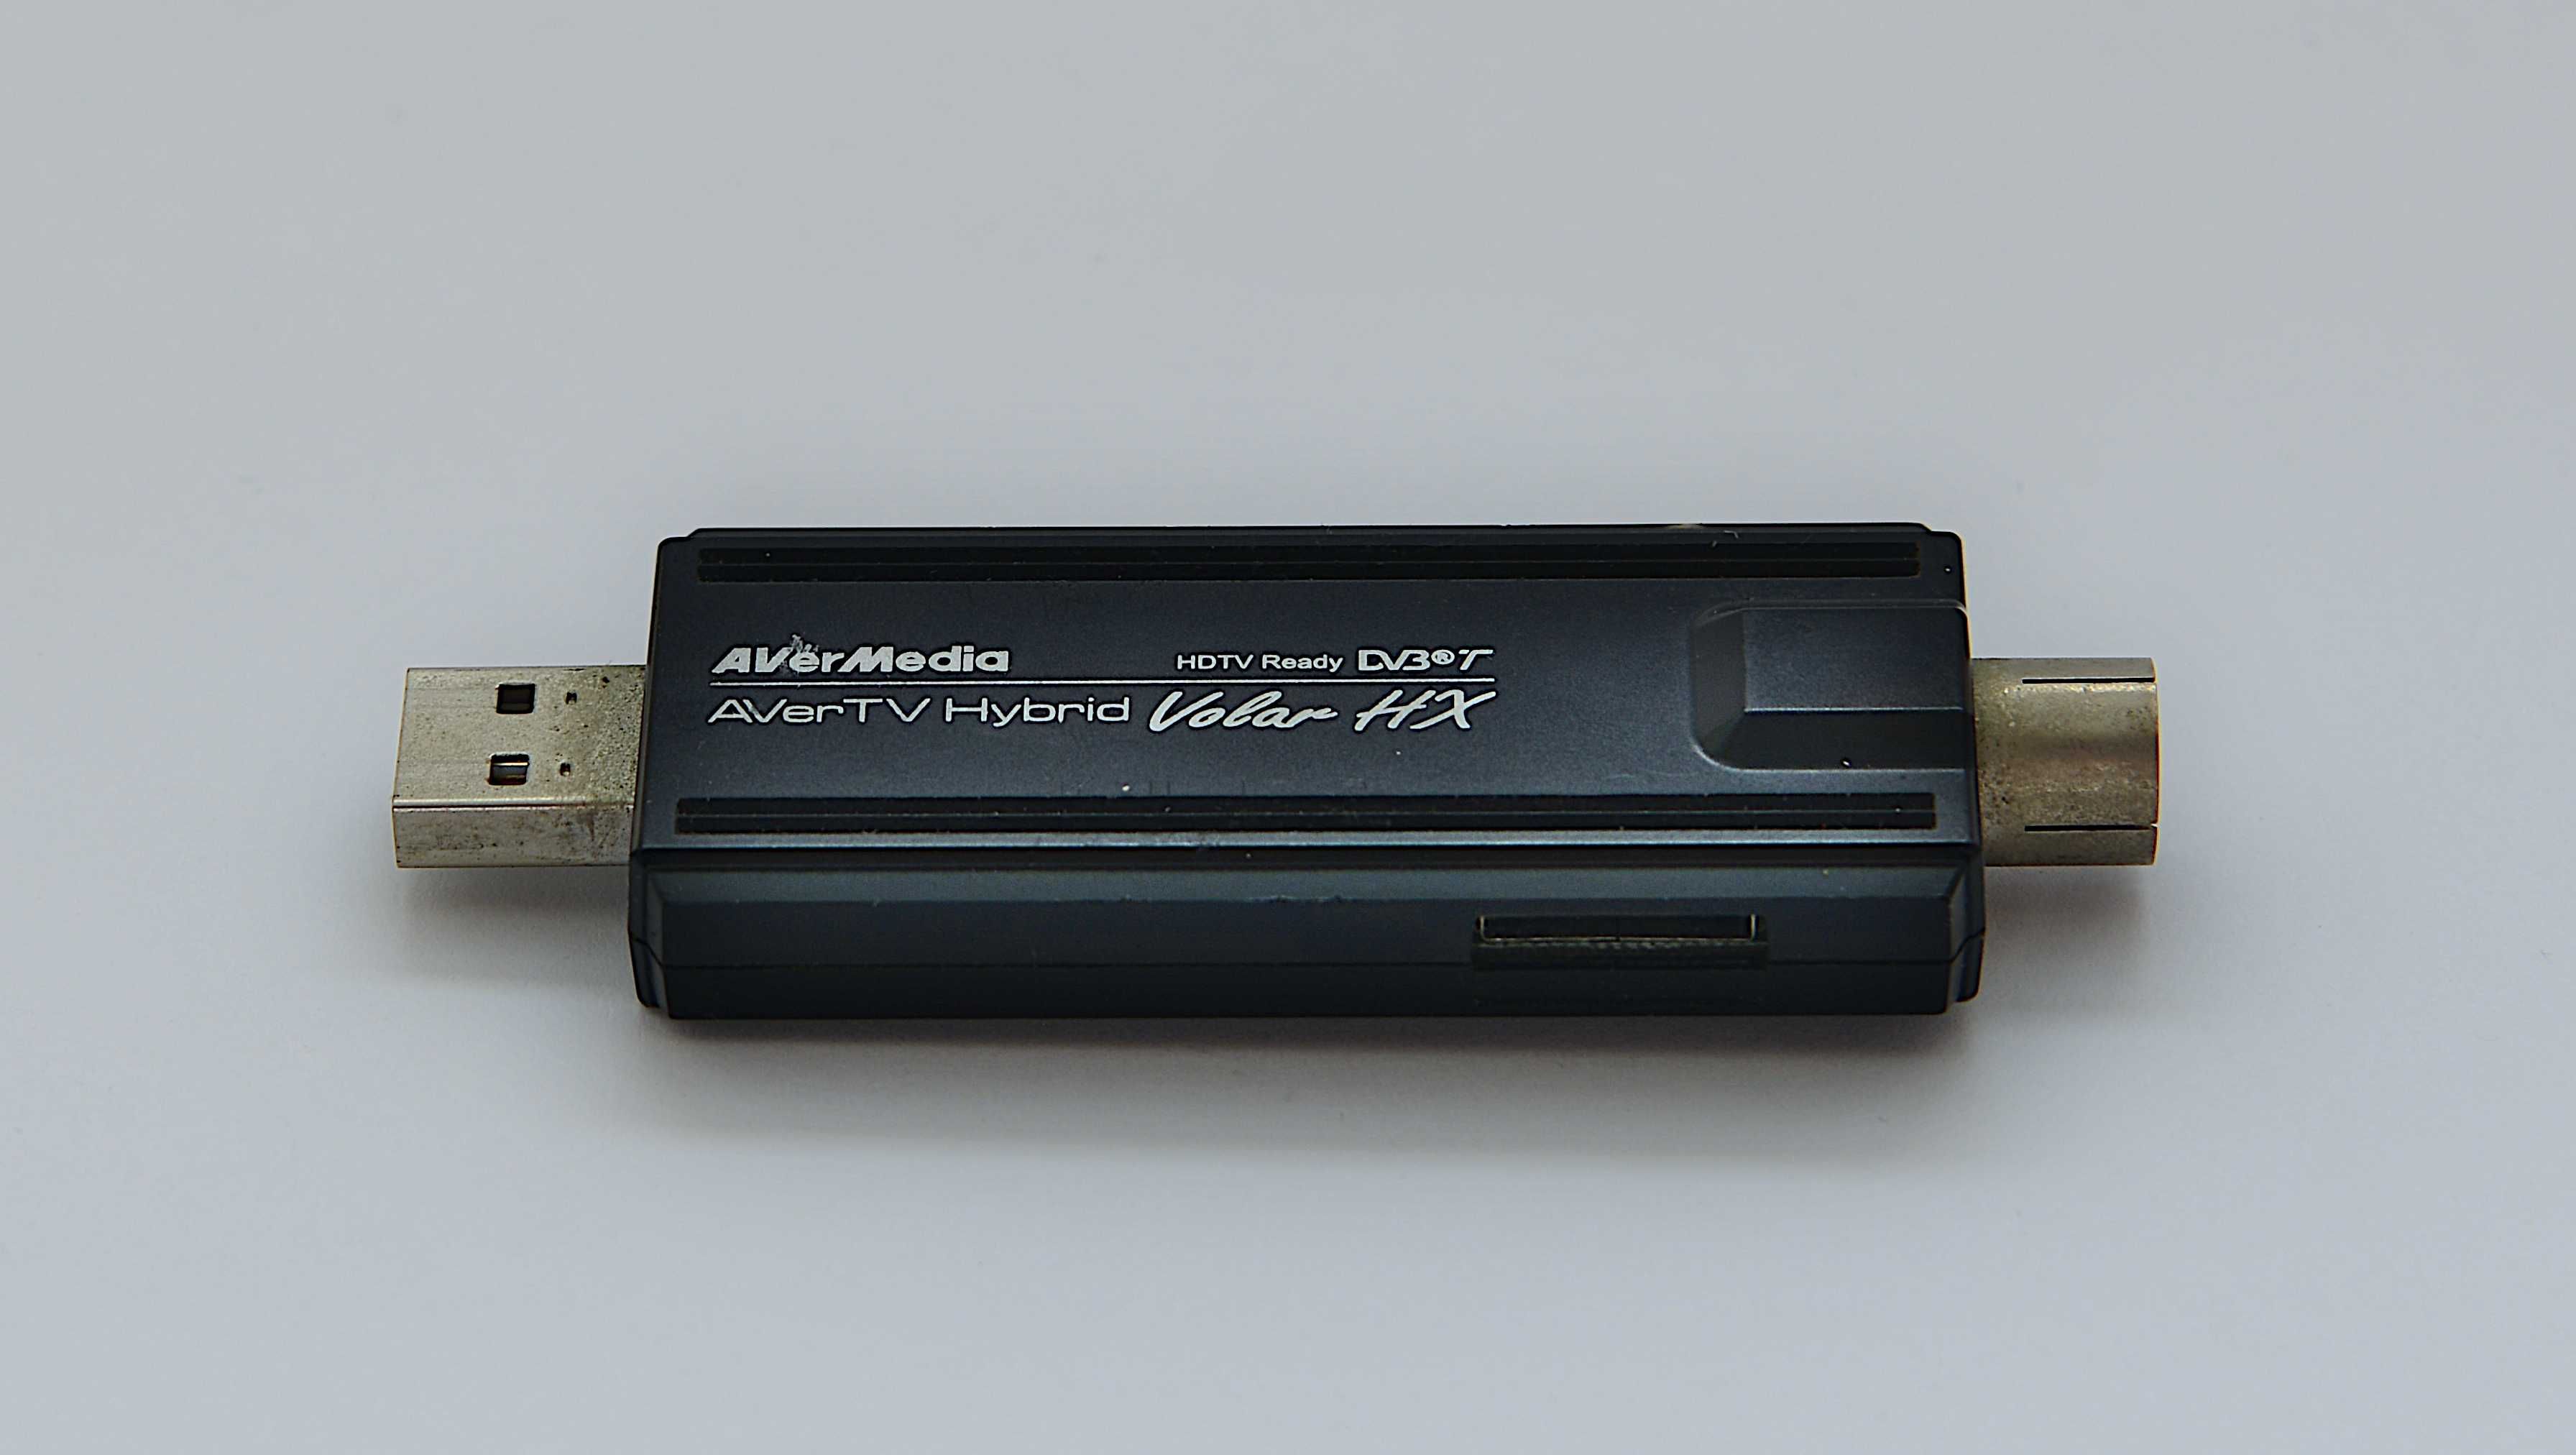 AVerMedia HDTV Ready DVB®T
AVerTV Hybrid Volar HX